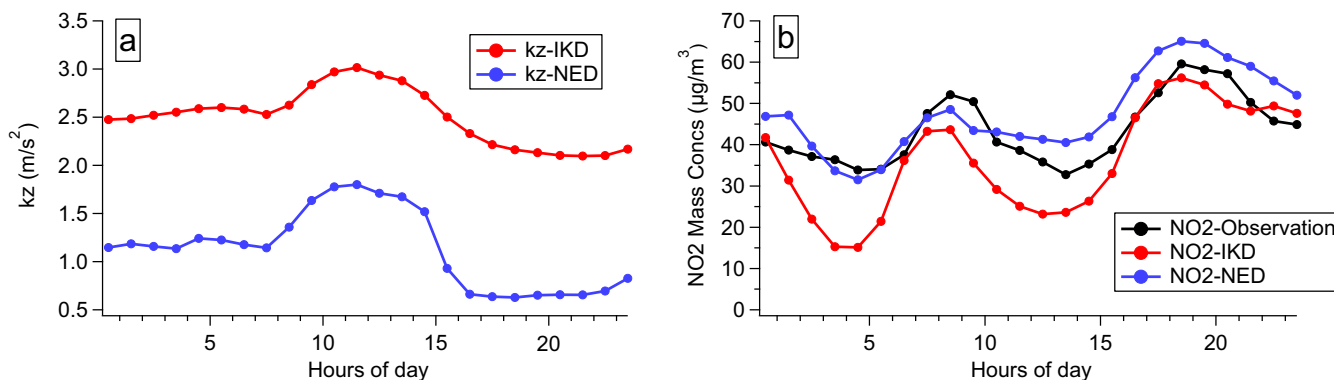 a
kz-IKD
kz-NED
3.5
3.0
2.5
2.0
1.5
1.0
0.5
kz (m/s²)
5
10
15
20
Hours of day
b
70
60
50
40
30
20
10
0
NO2 Mass Concs (µg/m³)
NO2-Observation
NO2-IKD
NO2-NED
5
10
15
20
Hours of day